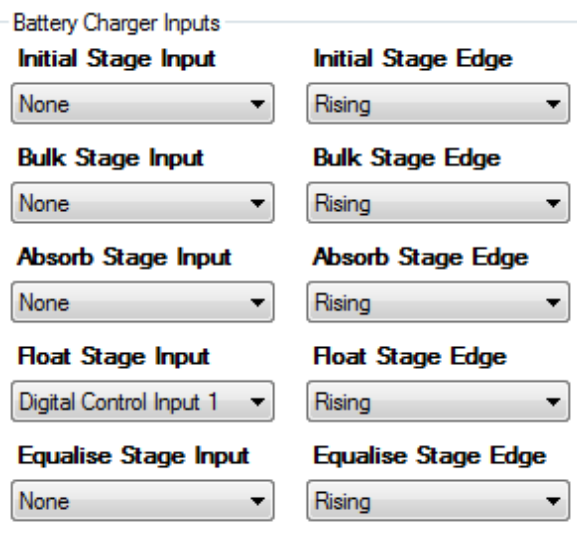 Battery Charger Inputs
Initial Stage Input Initial Stage Edge
None Rising
Bulk Stage Input Bulk Stage Edge
None Rising
Absorb Stage Input Absorb Stage Edge
None Rising
Float Stage Input Float Stage Edge
Digital Control Input 1 Rising
Equalise Stage Input Equalise Stage Edge
None Rising